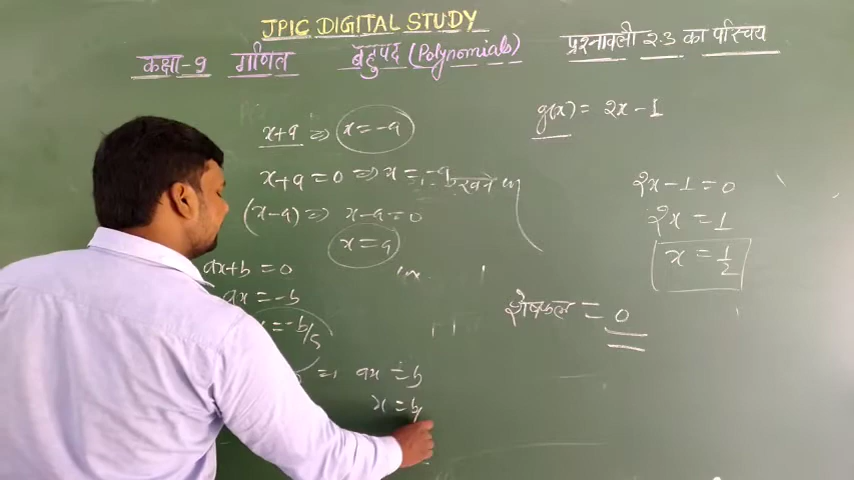 JPIC DIGITAL STUDY
कक्षा-9 गणित बहुपद (Polynomials) प्रश्नावली 2.3 का परिचय
x+a ⇒ x=-a
x+a=0 ⇒ x=-a
(x-a) ⇒ x-a=0
x=a
ax+b=0
ax=-b
=-b/
ax=b
x=b
g(x)=2x-1
2x-1=0
2x=1
x=1/2
शेषफल=0